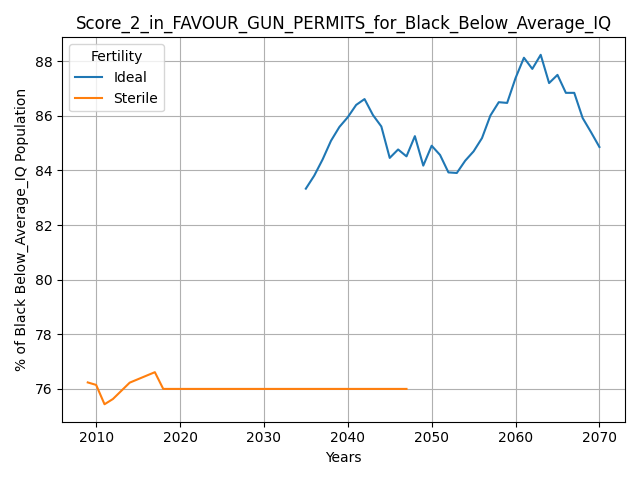 Score_2_in_FAVOUR_GUN_PERMITS_for_Black_Below_Average_IQ
Fertility
Ideal
Sterile
% of Black Below_Average_IQ Population
88
86
84
82
80
78
76
2010 2020 2030 2040 2050 2060 2070
Years